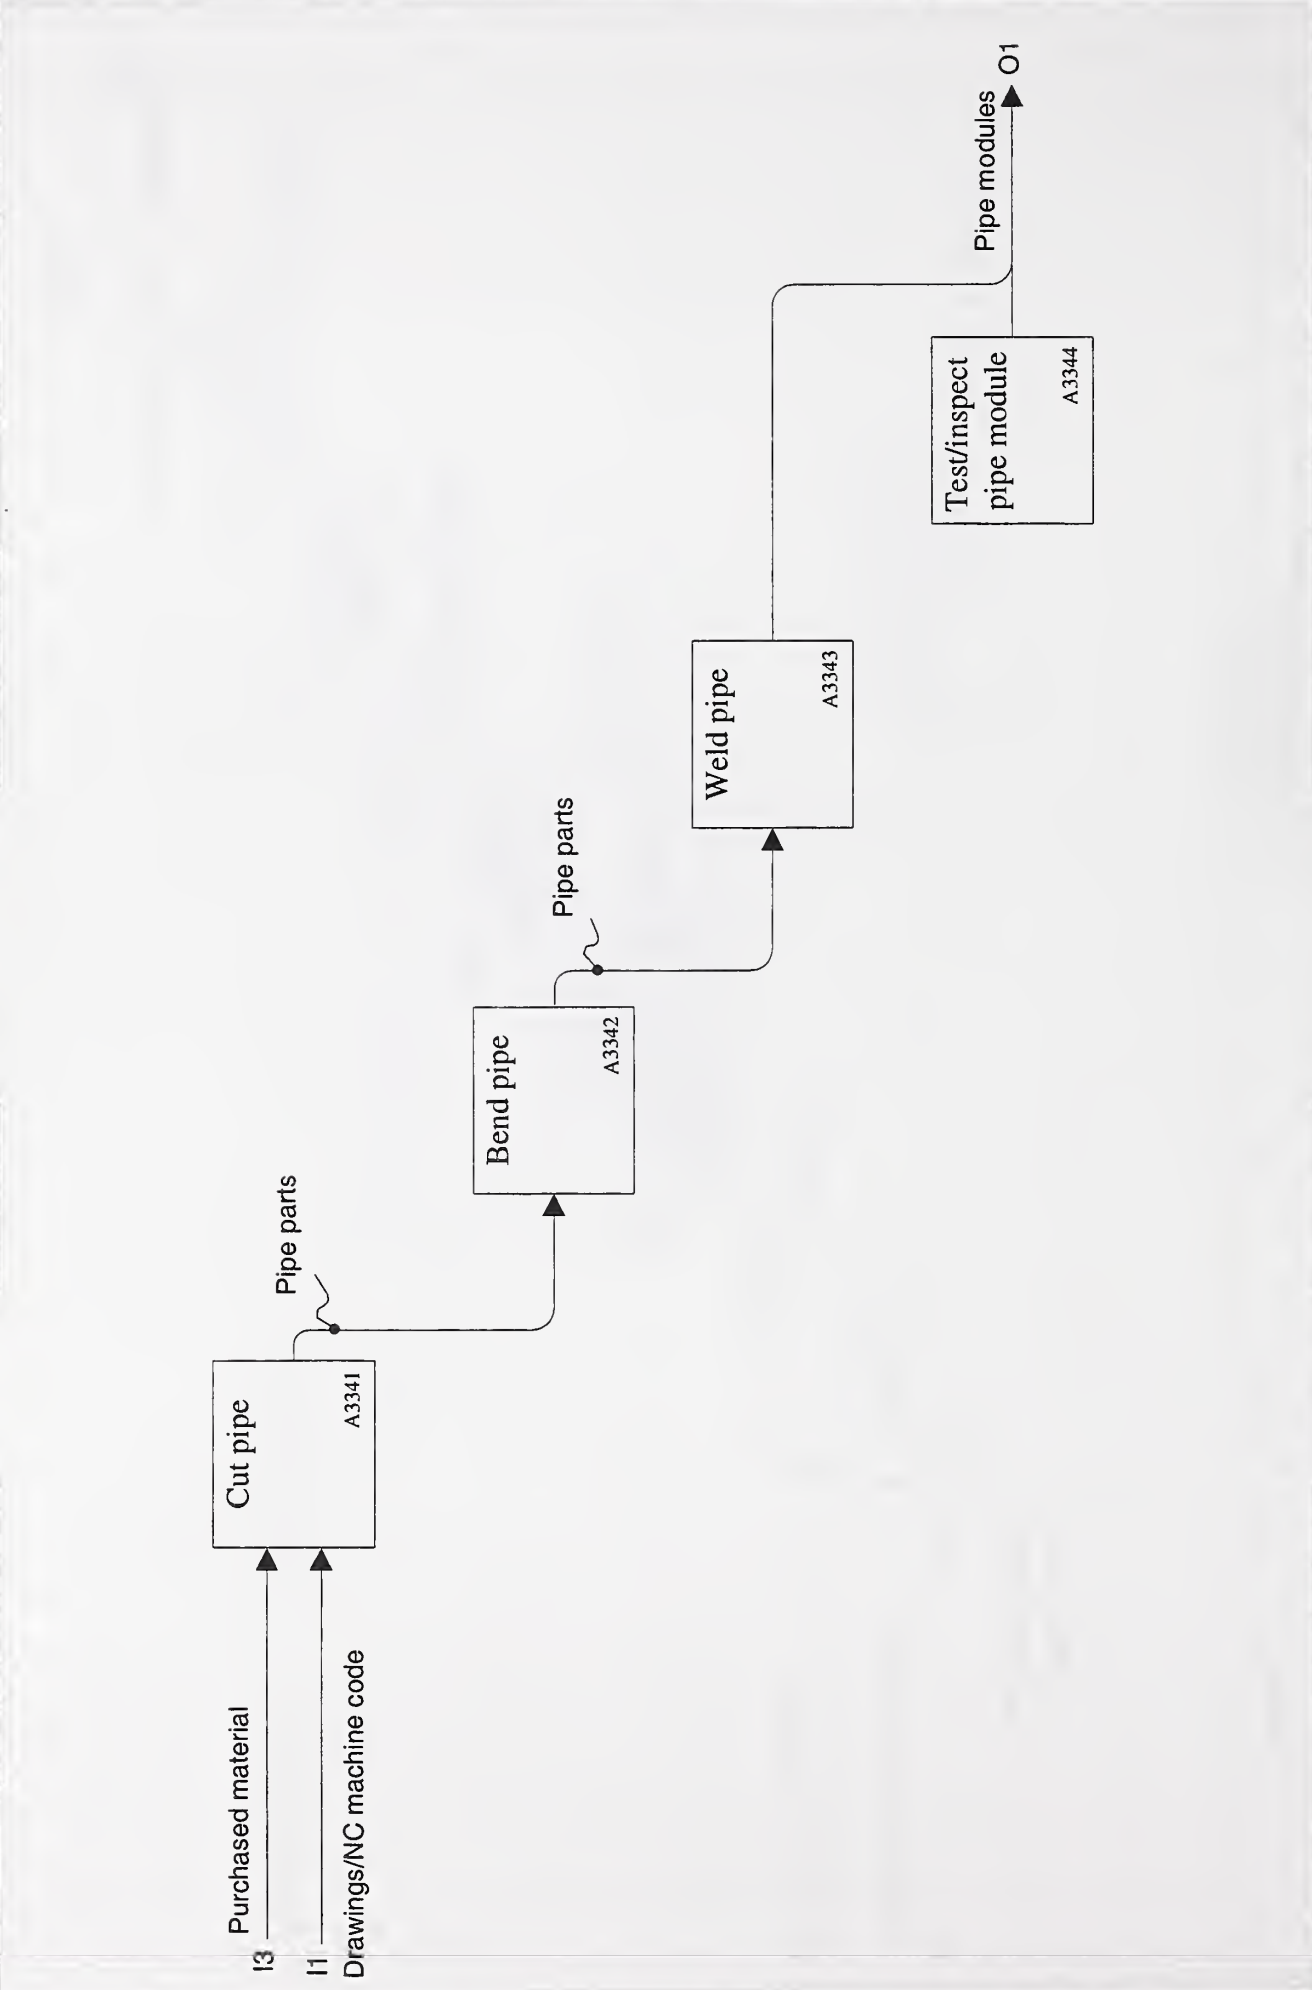 I3
Purchased material
I1
Drawings/NC machine code
Cut pipe
A3341
Pipe parts
Bend pipe
A3342
Pipe parts
Weld pipe
A3343
Test/inspect
pipe module
A3344
Pipe modules
O1